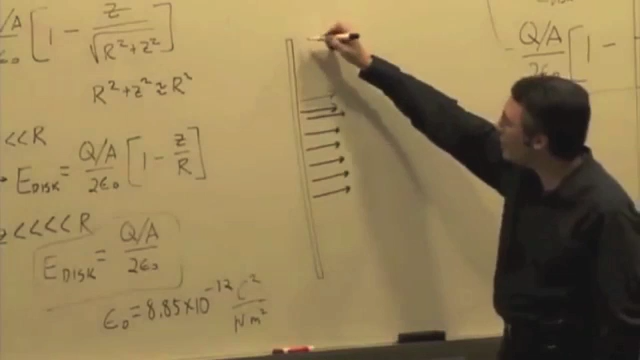 Q/A / 2ε₀ [1 - z / √(R²+z²)]
R²+z² ≈ R²
<<R
E_DISK = Q/A / 2ε₀ [1 - z/R]
z <<<< R
E_DISK = Q/A / 2ε₀
ε₀ = 8.85×10⁻¹² C² / Nm²
- Q/A / 2ε₀ [1 -